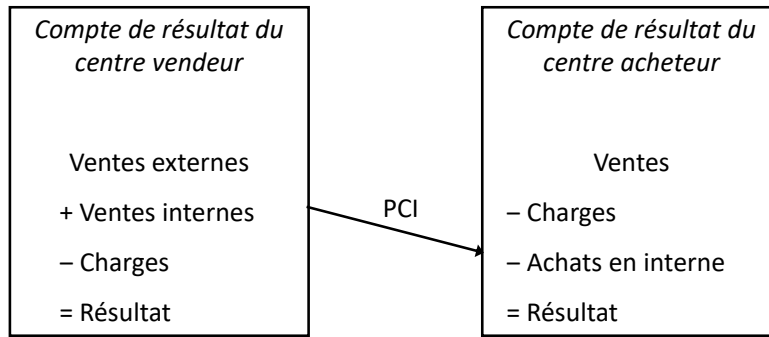 Compte de résultat du
centre vendeur
Ventes externes
+ Ventes internes
– Charges
= Résultat
PCI
Compte de résultat du
centre acheteur
Ventes
– Charges
– Achats en interne
= Résultat